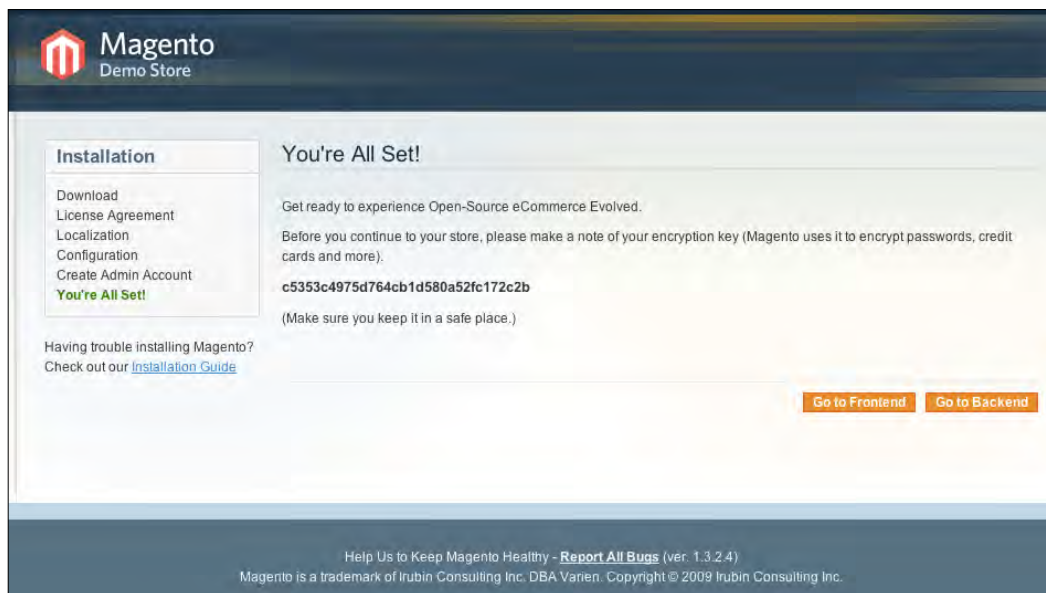 Magento
Demo Store
Installation
Download
License Agreement
Localization
Configuration
Create Admin Account
You're All Set!
Having trouble installing Magento?
Check out our Installation Guide
You're All Set!
Get ready to experience Open-Source eCommerce Evolved.
Before you continue to your store, please make a note of your encryption key (Magento uses it to encrypt passwords, credit
cards and more).
c5353c4975d764cb1d580a52fc172c2b
(Make sure you keep it in a safe place.)
Go to Frontend
Go to Backend
Help Us to Keep Magento Healthy - Report All Bugs (ver. 1.3.2.4)
Magento is a trademark of Irubin Consulting Inc. DBA Varien. Copyright © 2009 Irubin Consulting Inc.